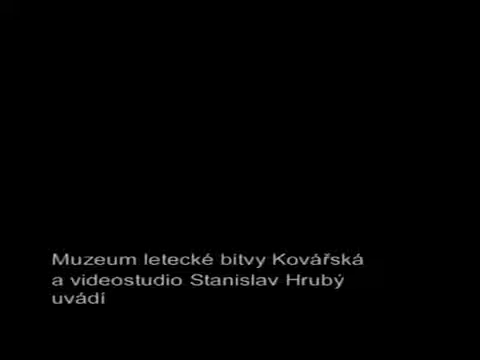 Muzeum letecké bitvy Kovářská
a videostudio Stanislav Hrubý
uvádí